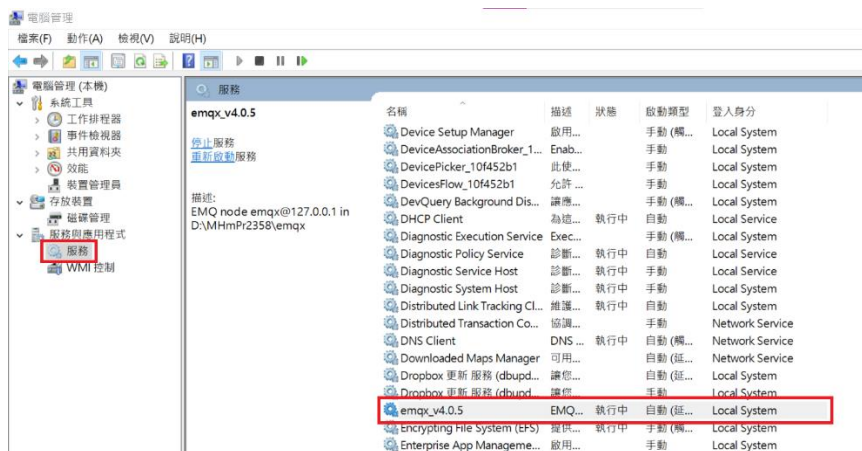 電腦管理
檔案(F) 動作(A) 檢視(V) 說明(H)
電腦管理 (本機)
系統工具
工作排程器
事件檢視器
共用資料夾
效能
裝置管理員
存放裝置
磁碟管理
服務與應用程式
服務
WMI 控制
服務
emqx_v4.0.5
停止服務
重新啟動服務
描述:
EMQ node emqx@127.0.0.1 in
D:\MHmPr2358\emqx
名稱 描述 狀態 啟動類型 登入身分
Device Setup Manager 啟用... 手動 (觸... Local System
DeviceAssociationBroker_1... Enab... 手動 Local System
DevicePicker_10f452b1 此使... 手動 Local System
DevicesFlow_10f452b1 允許 ... 手動 Local System
DevQuery Background Dis... 讓應... 手動 (觸... Local System
DHCP Client 為這... 執行中 自動 Local Service
Diagnostic Execution Service Exec... 手動 (觸... Local System
Diagnostic Policy Service 診斷... 執行中 自動 Local Service
Diagnostic Service Host 診斷... 執行中 手動 Local Service
Diagnostic System Host 診斷... 執行中 手動 Local System
Distributed Link Tracking Cl... 維護... 執行中 自動 Local System
Distributed Transaction Co... 協調... 手動 Network Service
DNS Client DNS ... 執行中 自動 (觸... Network Service
Downloaded Maps Manager 可用... 自動 (延... Network Service
Dropbox 更新 服務 (dbupd... 讓您... 自動 (延... Local System
Dropbox 更新 服務 (dbupd... 讓您... 手動 Local System
emqx_v4.0.5 EMQ... 執行中 自動 (延... Local System
Encrypting File System (EFS) 提供... 執行中 手動 (觸... Local System
Enterprise App Manageme... 啟用... 手動 Local System